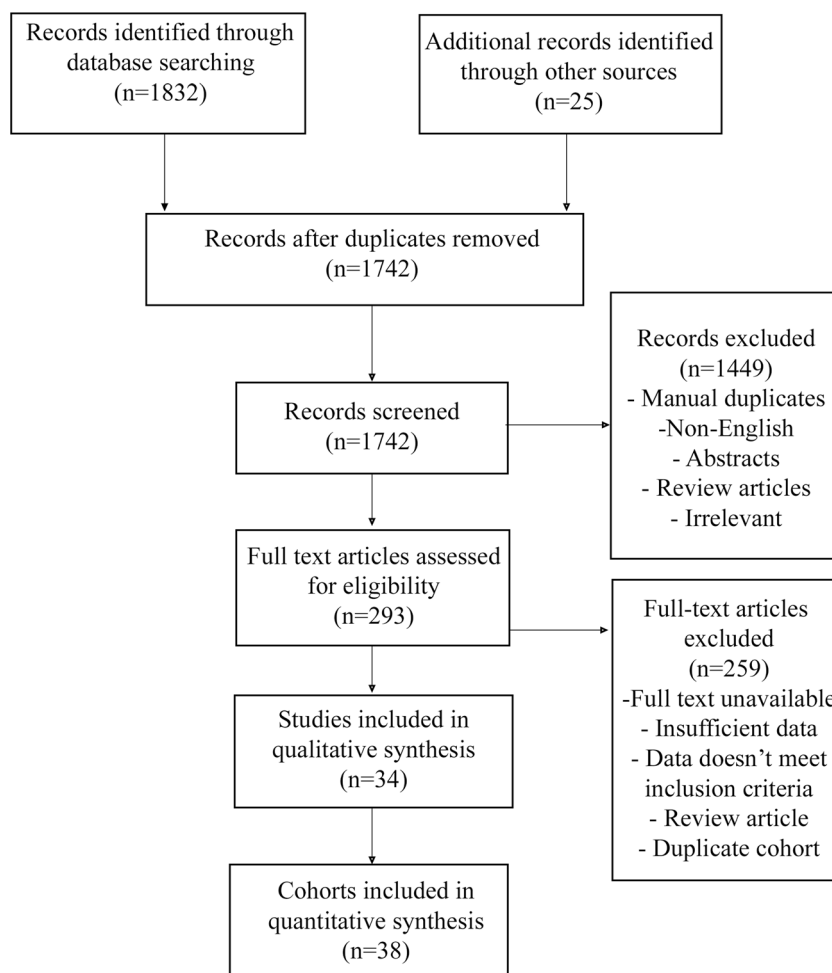 Records identified through
database searching
(n=1832)
Additional records identified
through other sources
(n=25)
Records after duplicates removed
(n=1742)
Records screened
(n=1742)
Records excluded
(n=1449)
- Manual duplicates
-Non-English
- Abstracts
- Review articles
- Irrelevant
Full text articles assessed
for eligibility
(n=293)
Full-text articles
excluded
(n=259)
-Full text unavailable
- Insufficient data
- Data doesn’t meet
inclusion criteria
- Review article
- Duplicate cohort
Studies included in
qualitative synthesis
(n=34)
Cohorts included in
quantitative synthesis
(n=38)